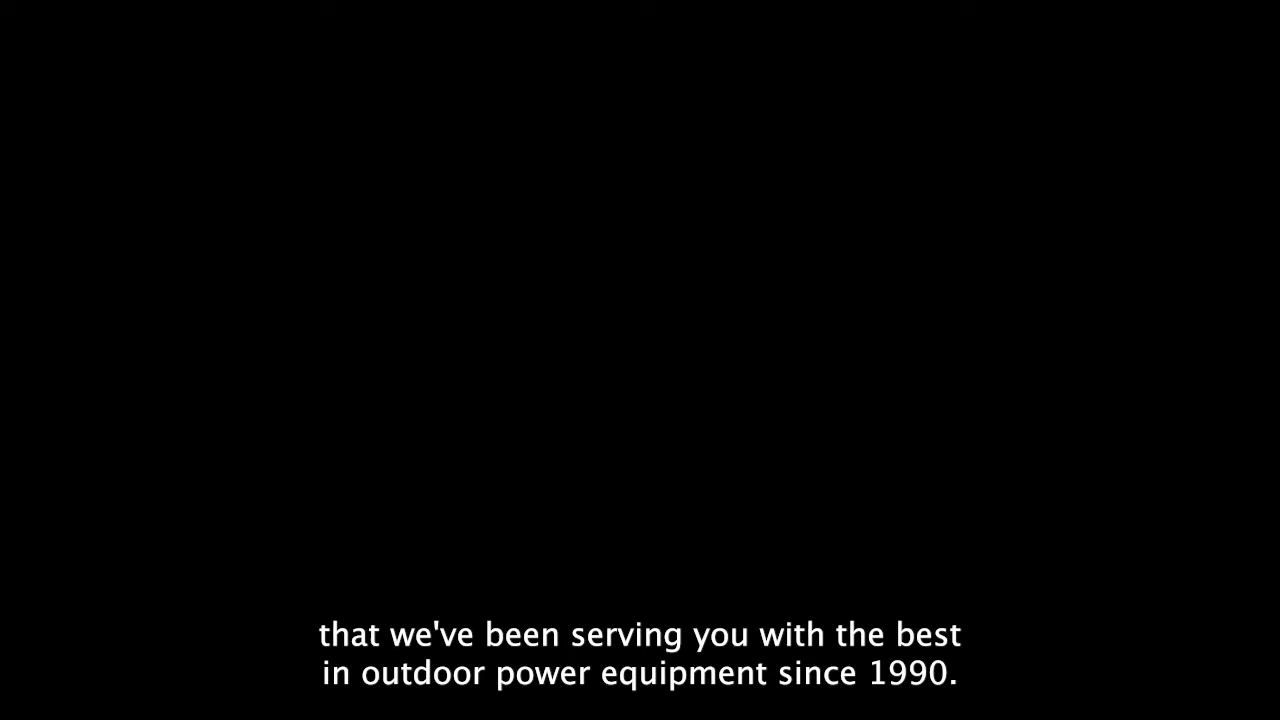 that we've been serving you with the best
in outdoor power equipment since 1990.